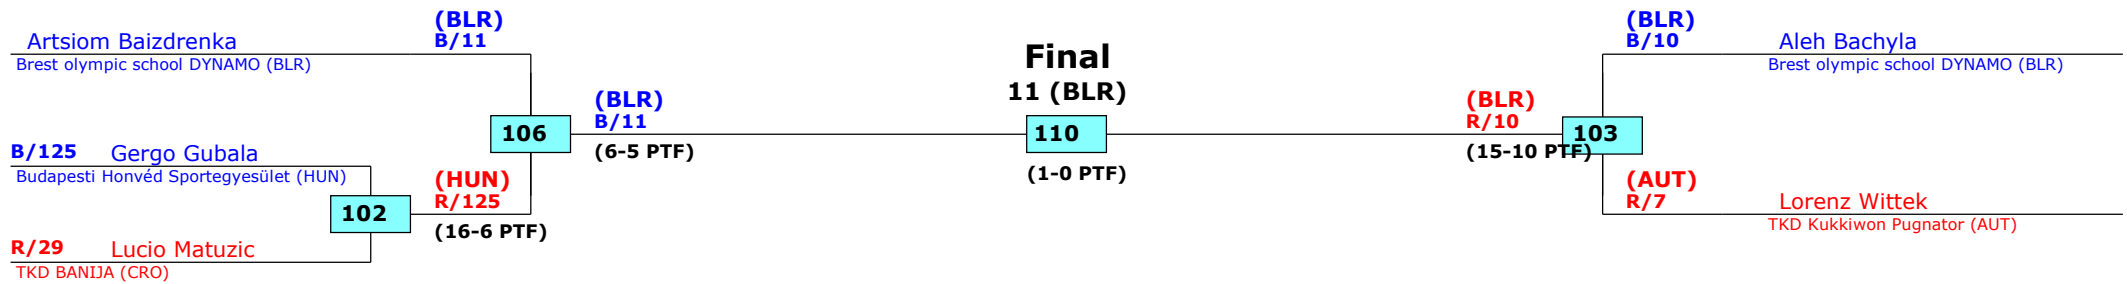 (BLR)
B/11
Artsiom Baizdrenka
Brest olympic school DYNAMO (BLR)
B/125 Gergo Gubala
Budapesti Honvéd Sportegyesület (HUN)
R/29 Lucio Matuzic
TKD BANIJA (CRO)
102
(HUN)
R/125
(16-6 PTF)
106
(BLR)
B/11
(6-5 PTF)
Final
11 (BLR)
110
(1-0 PTF)
(BLR)
R/10
(15-10 PTF)
103
(BLR)
B/10
Aleh Bachyla
Brest olympic school DYNAMO (BLR)
(AUT)
R/7
Lorenz Wittek
TKD Kukkiwon Pugnator (AUT)